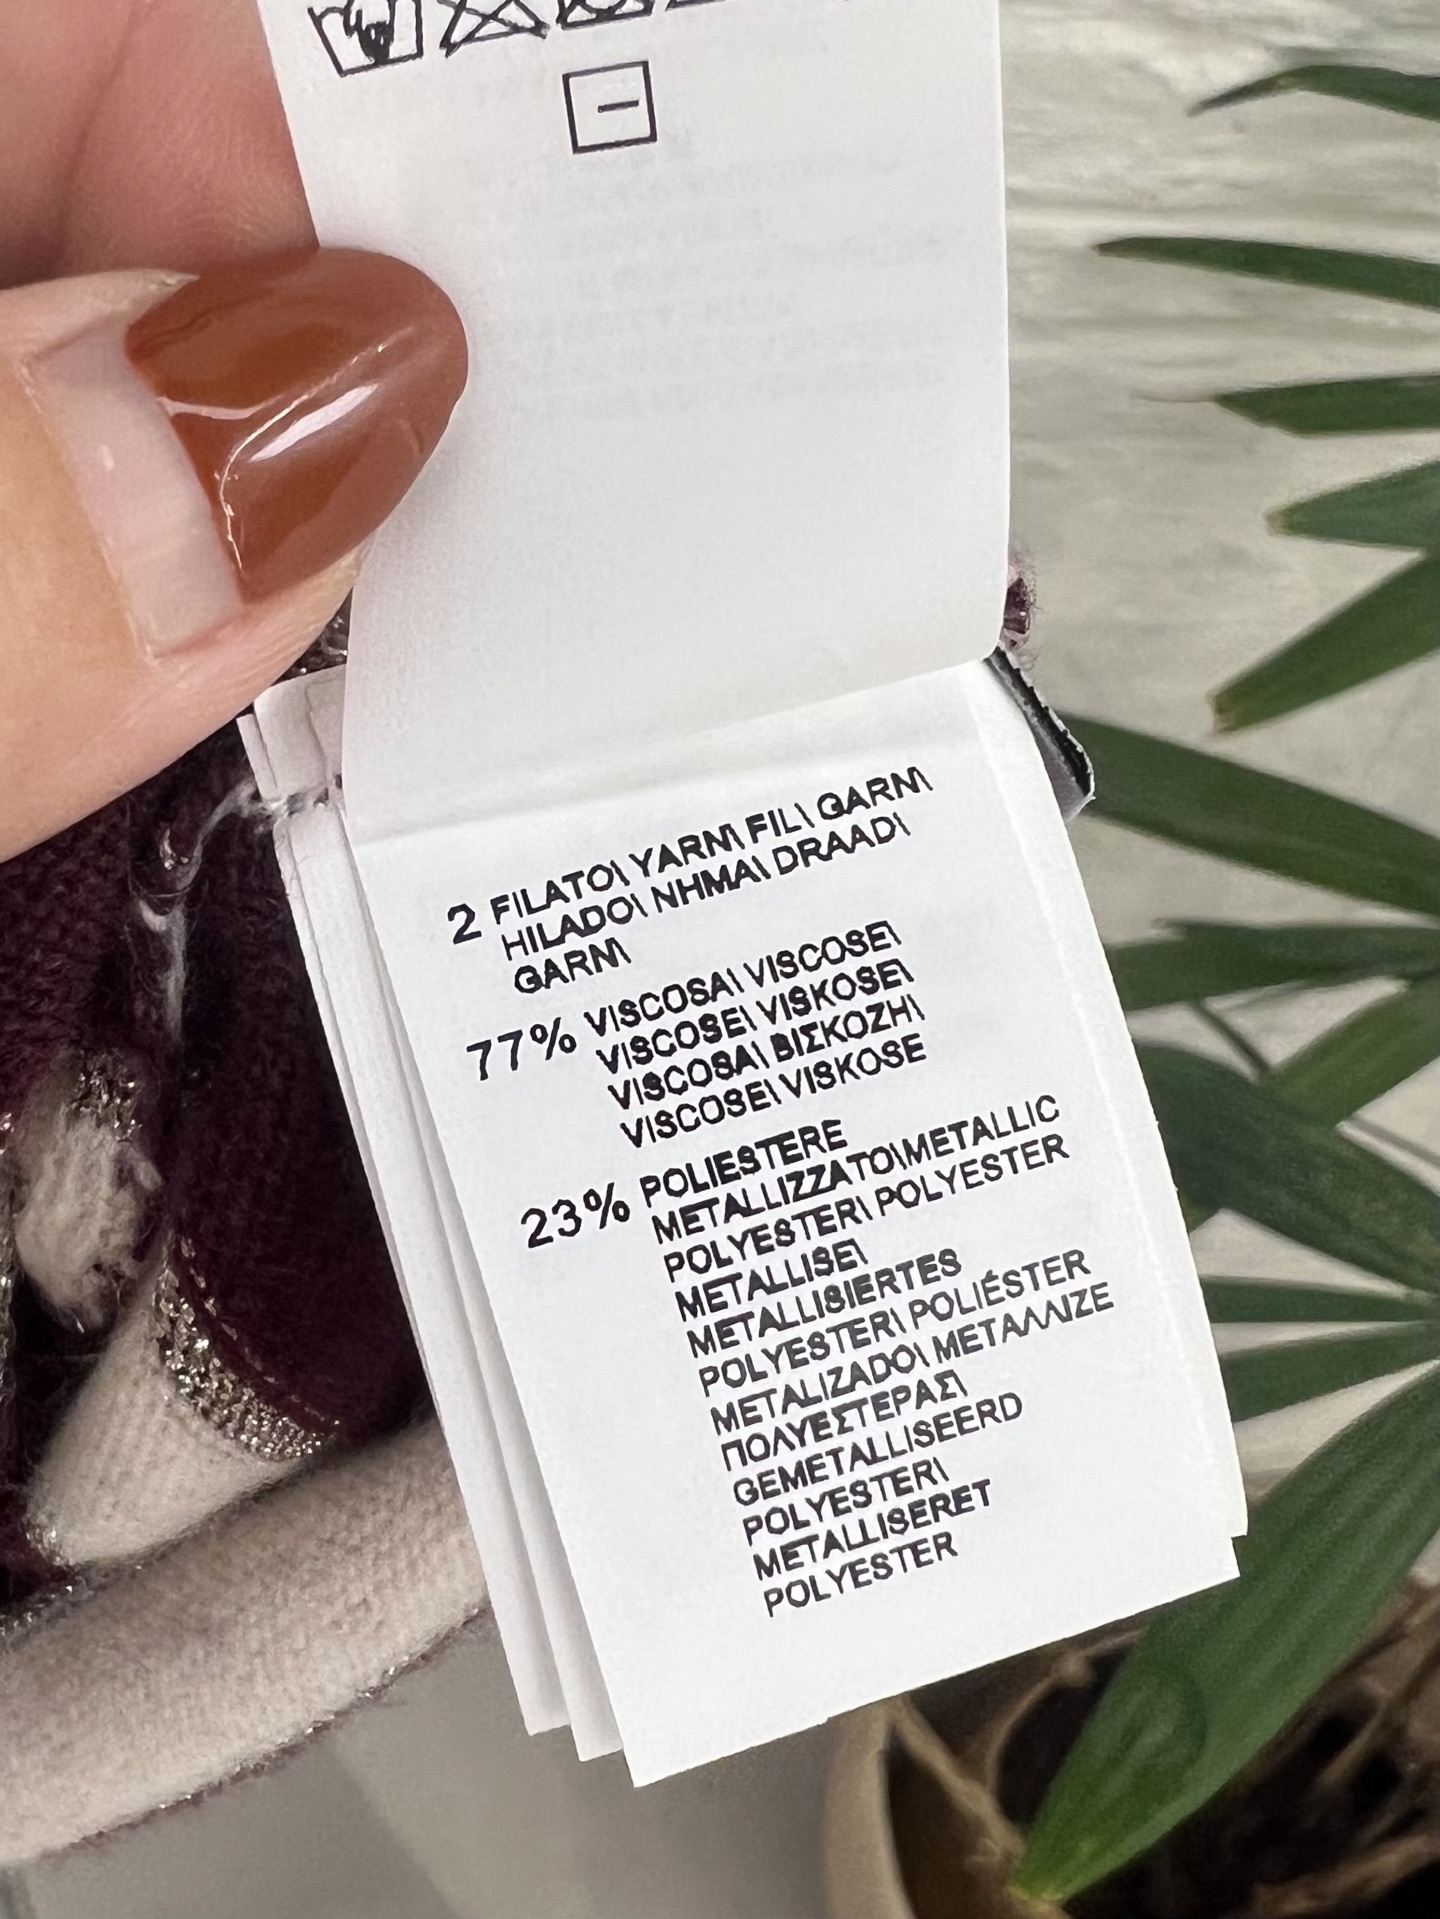 2 FILATO\ YARN\ FIL\ GARN\
HILADO\ NHMA\ DRAAD\
GARN\
77% VISCOSA\ VISCOSE\
VISCOSE\ VISKOSE\
VISCOSA\ ΒΙΣΚΟΖΗ\
VISCOSE\ VISKOSE
23% POLIESTERE
METALLIZZATO\METALLIC
POLYESTER\ POLYESTER
METALLISE\
METALLISIERTES
POLYESTER\ POLIÉSTER
METALIZADO\ ΜΕΤΑΛΛΙΖΕ
ΠΟΛΥΕΣΤΕΡΑΣ\
GEMETALLISEERD
POLYESTER\
METALLISERET
POLYESTER